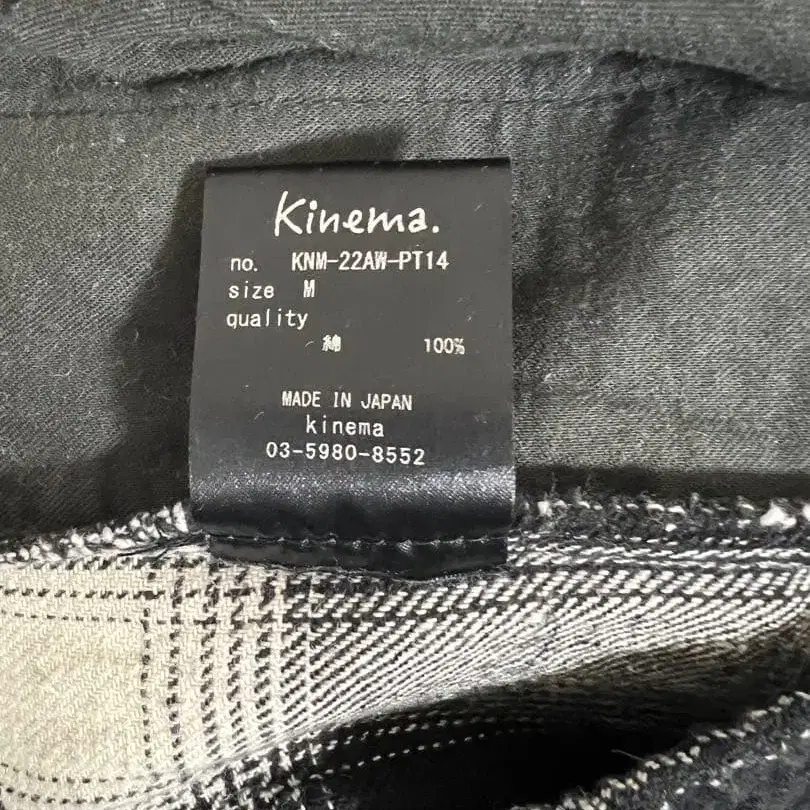 Kinema.
no. KNM-22AW-PT14
size M
quality
綿 100%
MADE IN JAPAN
kinema
03-5980-8552